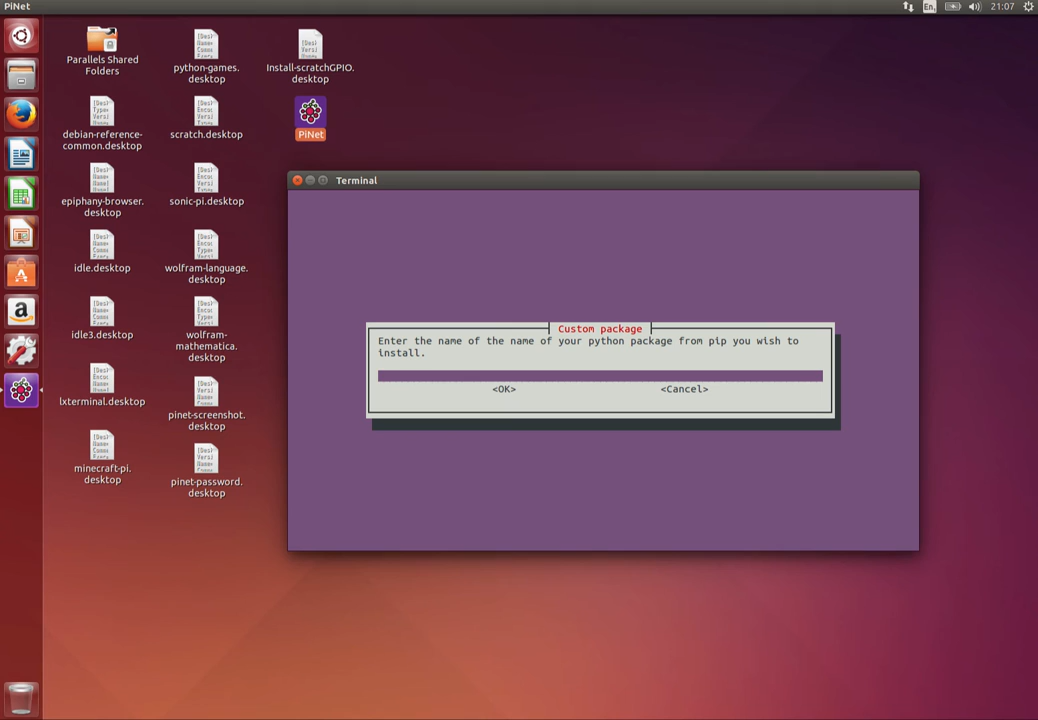 PiNet
En
21:07
Parallels Shared
Folders
python-games.
desktop
Install-scratchGPIO.
desktop
debian-reference-
common.desktop
scratch.desktop
PiNet
epiphany-browser.
desktop
sonic-pi.desktop
idle.desktop
wolfram-language.
desktop
idle3.desktop
wolfram-
mathematica.
desktop
lxterminal.desktop
pinet-screenshot.
desktop
minecraft-pi.
desktop
pinet-password.
desktop
Terminal
Custom package
Enter the name of the name of your python package from pip you wish to
install.
<OK> <Cancel>